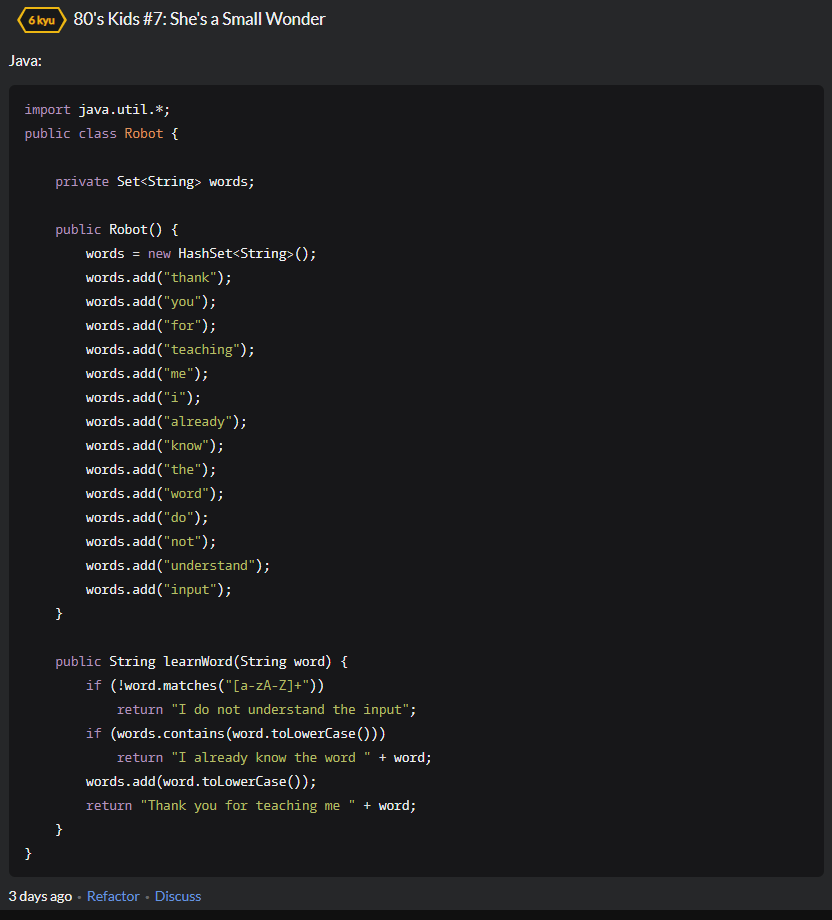 6 kyu 80's Kids #7: She's a Small Wonder
Java:
import java.util.*;
public class Robot {
    private Set<String> words;
    public Robot() {
        words = new HashSet<String>();
        words.add("thank");
        words.add("you");
        words.add("for");
        words.add("teaching");
        words.add("me");
        words.add("i");
        words.add("already");
        words.add("know");
        words.add("the");
        words.add("word");
        words.add("do");
        words.add("not");
        words.add("understand");
        words.add("input");
    }
    public String learnWord(String word) {
        if (!word.matches("[a-zA-Z]+"))
            return "I do not understand the input";
        if (words.contains(word.toLowerCase()))
            return "I already know the word " + word;
        words.add(word.toLowerCase());
        return "Thank you for teaching me " + word;
    }
}
3 days ago • Refactor • Discuss